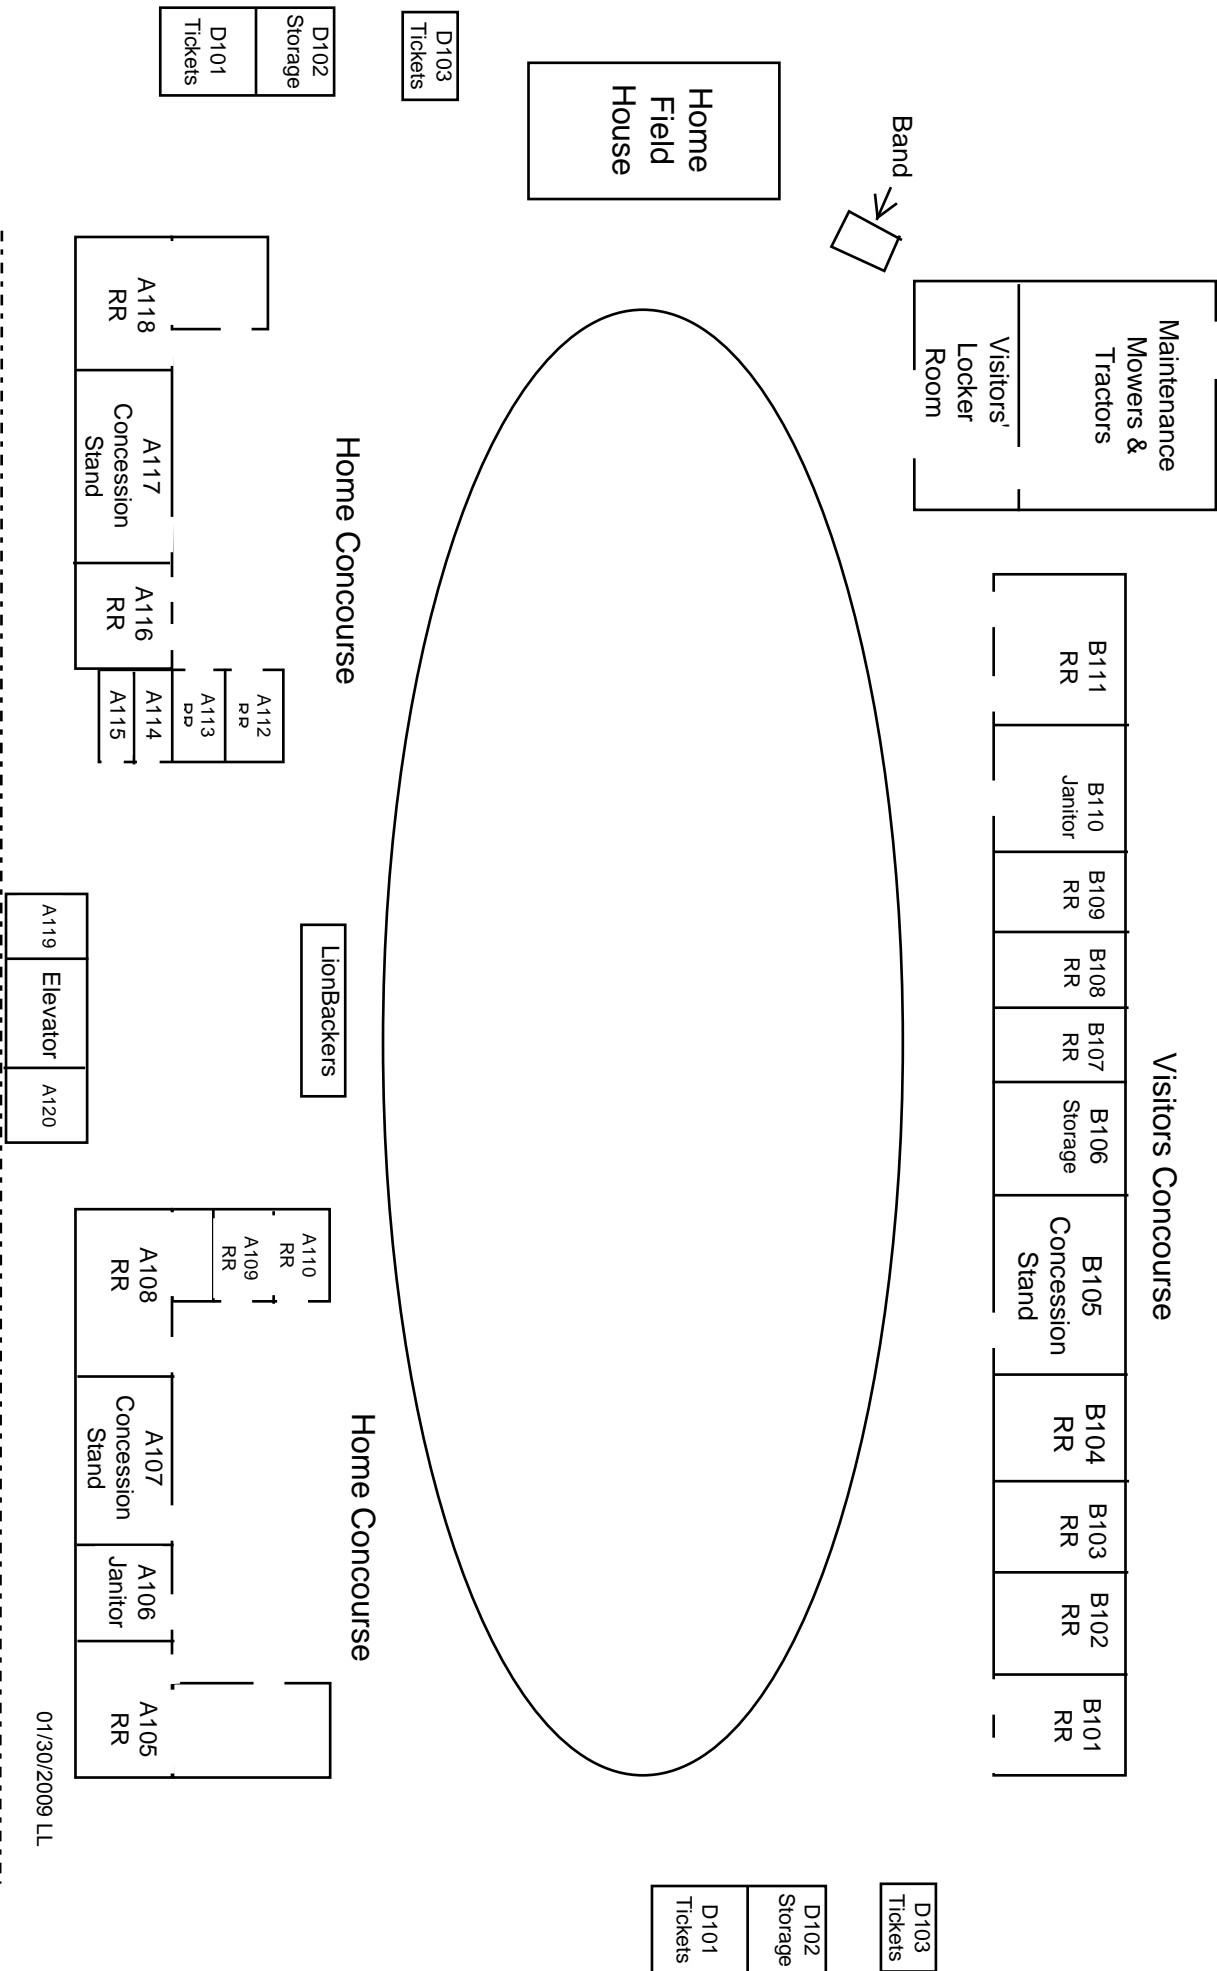 Visitors Concourse
Maintenance
Mowers &
Tractors
Visitors'
Locker
Room
B111
RR
B110
Janitor
B109
RR
B108
RR
B107
RR
B106
Storage
B105
Concession
Stand
B104
RR
B103
RR
B102
RR
B101
RR
Band
Home
Field
House
D103
Tickets
D102
Storage
D101
Tickets
D103
Tickets
D102
Storage
D101
Tickets
Home Concourse
LionBackers
Home Concourse
A118
RR
A117
Concession
Stand
A116
RR
A112
RR
A113
RR
A114
A115
A119
Elevator
A120
A110
RR
A109
RR
A108
RR
A107
Concession
Stand
A106
Janitor
A105
RR
01/30/2009 LL